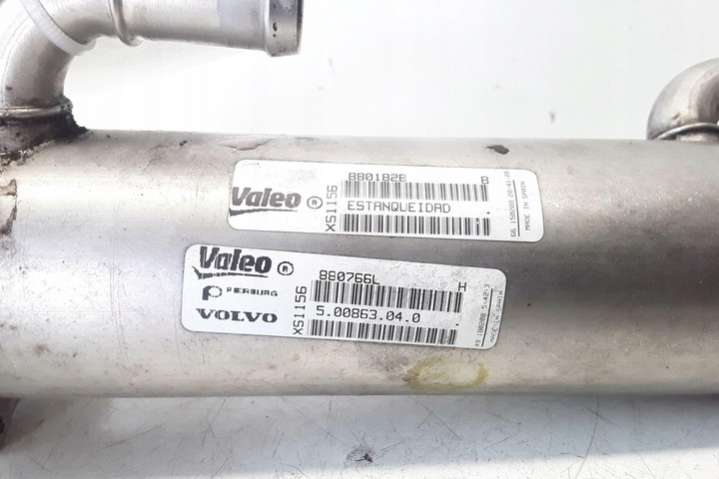 Valeo ®
XS1156
880182E B
ESTANQUEIDAD
MADE IN SPAIN
Valeo ®
PIERBURG
VOLVO
XS1156
880766L H
5.00863.04.0